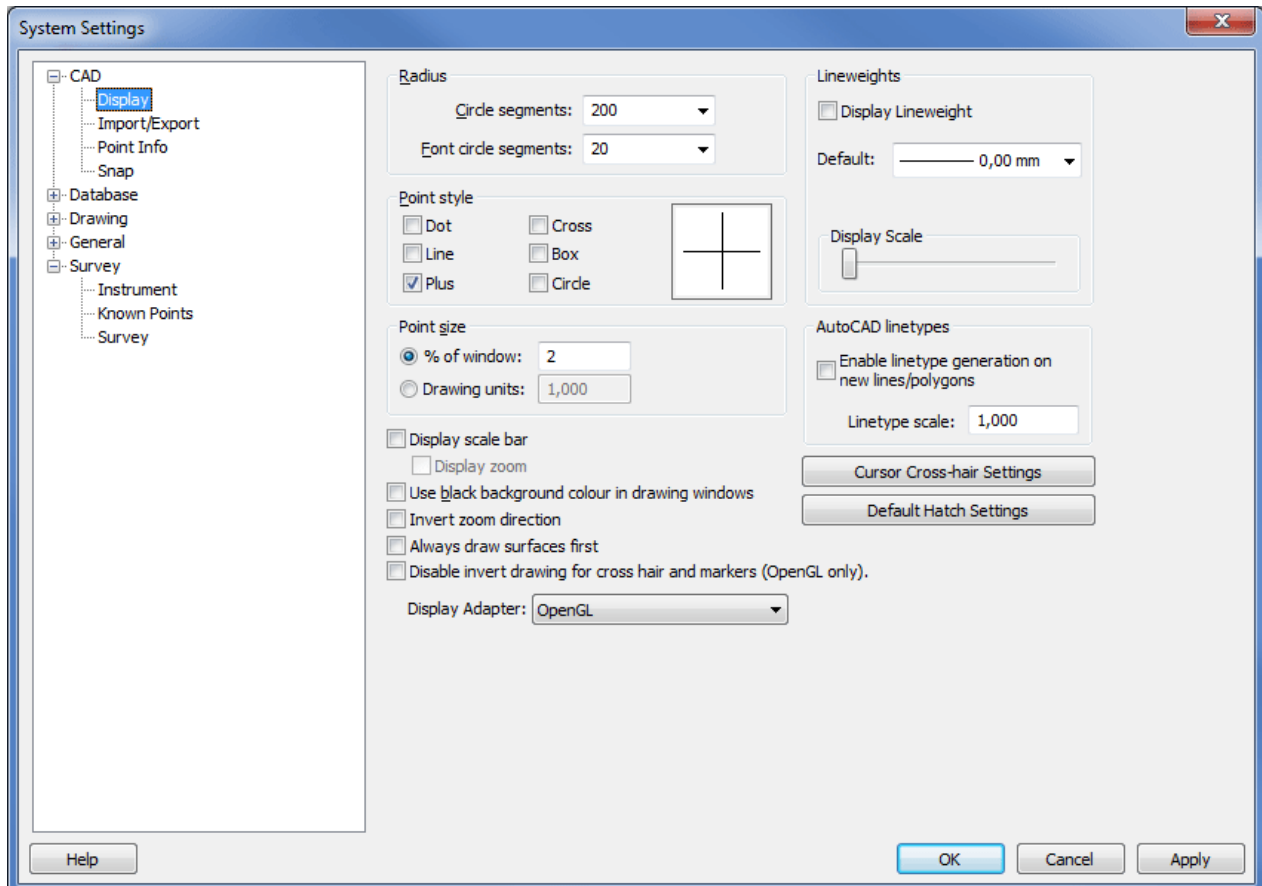 System Settings
CAD
Display
Import/Export
Point Info
Snap
Database
Drawing
General
Survey
Instrument
Known Points
Survey
Radius
Circle segments: 200
Font circle segments: 20
Point style
Dot Cross
Line Box
Plus Circle
Point size
% of window: 2
Drawing units: 1,000
Display scale bar
Display zoom
Use black background colour in drawing windows
Invert zoom direction
Always draw surfaces first
Disable invert drawing for cross hair and markers (OpenGL only).
Display Adapter: OpenGL
Lineweights
Display Lineweight
Default: 0,00 mm
Display Scale
AutoCAD linetypes
Enable linetype generation on
new lines/polygons
Linetype scale: 1,000
Cursor Cross-hair Settings
Default Hatch Settings
Help
OK
Cancel
Apply